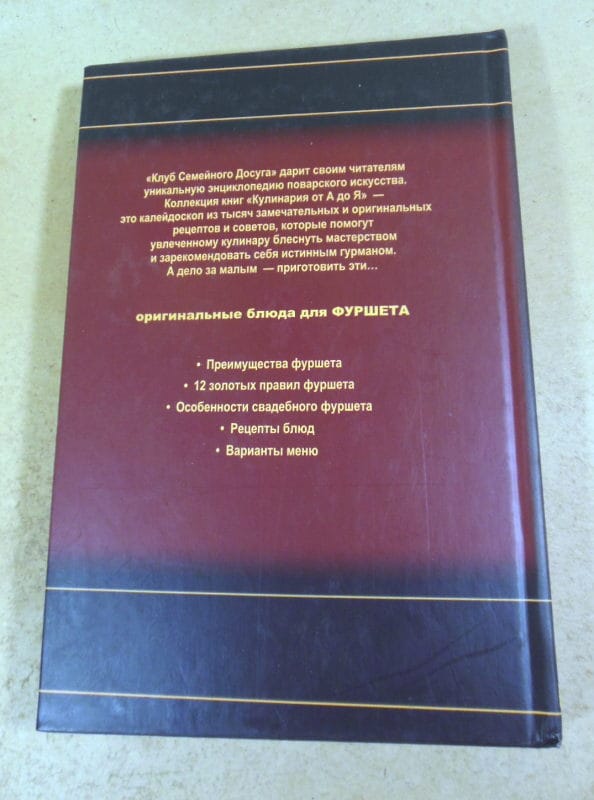 «Клуб Семейного Досуга» дарит своим читателям
уникальную энциклопедию поварского искусства.
Коллекция книг «Кулинария от А до Я» —
это калейдоскоп из тысяч замечательных и оригинальных
рецептов и советов, которые помогут
увлеченному кулинару блеснуть мастерством
и зарекомендовать себя истинным гурманом.
А дело за малым — приготовить эти...
оригинальные блюда для ФУРШЕТА
• Преимущества фуршета
• 12 золотых правил фуршета
• Особенности свадебного фуршета
• Рецепты блюд
• Варианты меню